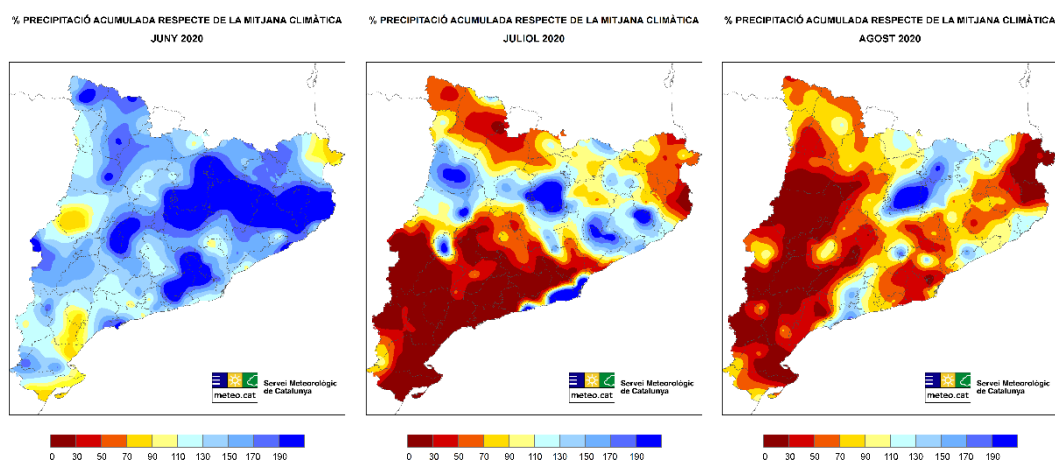 % PRECIPITACIÓ ACUMULADA RESPECTE DE LA MITJANA CLIMÀTICA
JUNY 2020
meteo.cat
Servei Meteorològic
de Catalunya
0 30 50 70 90 110 130 150 170 190
% PRECIPITACIÓ ACUMULADA RESPECTE DE LA MITJANA CLIMÀTICA
JULIOL 2020
meteo.cat
Servei Meteorològic
de Catalunya
0 30 50 70 90 110 130 150 170 190
% PRECIPITACIÓ ACUMULADA RESPECTE DE LA MITJANA CLIMÀTICA
AGOST 2020
meteo.cat
Servei Meteorològic
de Catalunya
0 30 50 70 90 110 130 150 170 190